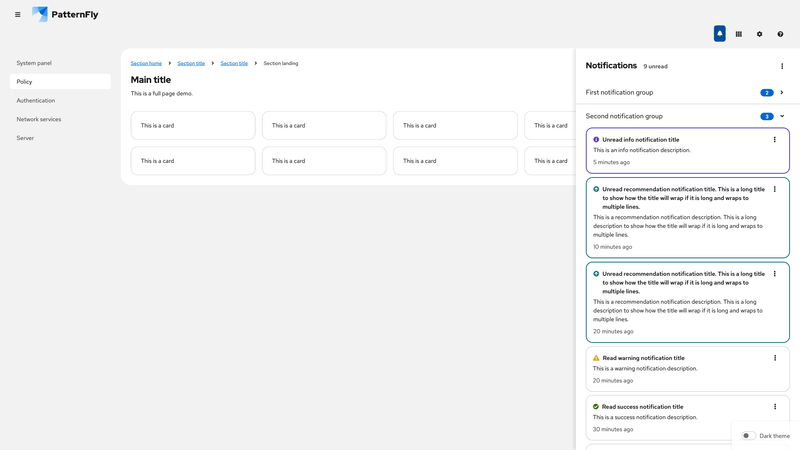 PatternFly
System panel
Policy
Authentication
Network services
Server
Section home
Section title
Section title
Section landing
Main title
This is a full page demo.
This is a card
This is a card
This is a card
This is a card
This is a card
This is a card
This is a card
This is a card
Notifications
9 unread
First notification group
2
Second notification group
3
Unread info notification title
This is an info notification description.
5 minutes ago
Unread recommendation notification title. This is a long title
to show how the title will wrap if it is long and wraps to
multiple lines.
This is a recommendation notification description. This is a long
description to show how the title will wrap if it is long and wraps to
multiple lines.
10 minutes ago
Unread recommendation notification title. This is a long title
to show how the title will wrap if it is long and wraps to
multiple lines.
This is a recommendation notification description. This is a long
description to show how the title will wrap if it is long and wraps to
multiple lines.
20 minutes ago
Read warning notification title
This is a warning notification description.
20 minutes ago
Read success notification title
This is a success notification description.
30 minutes ago
Dark theme